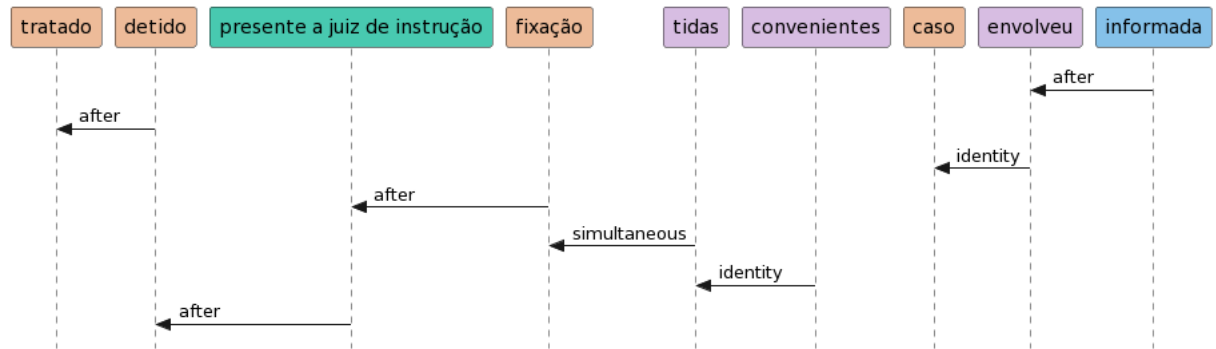 tratado detido presente a juiz de instrução fixação tidas convenientes caso envolveu informada
after
after
identity
after
simultaneous
identity
after